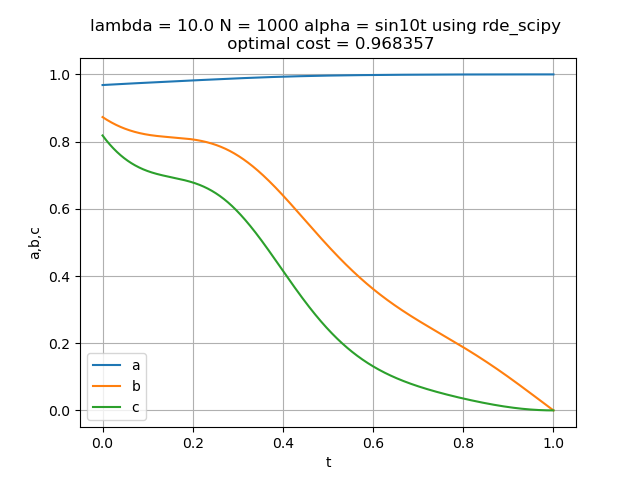 lambda = 10.0 N = 1000 alpha = sin10t using rde_scipy
optimal cost = 0.968357
1.0
0.8
0.6
0.4
0.2
0.0
a,b,c
a
b
c
0.0 0.2 0.4 0.6 0.8 1.0
t